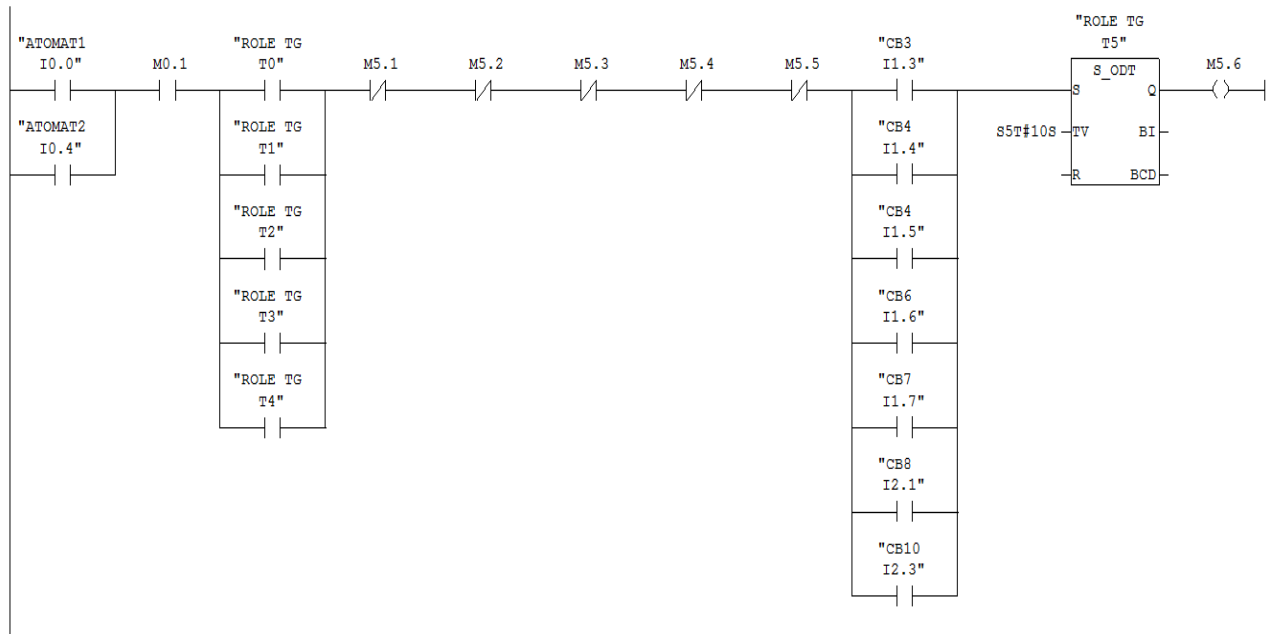 "ROLE TG
T5"
"ATOMAT1
I0.0"
M0.1
"ROLE TG
T0"
M5.1
M5.2
M5.3
M5.4
M5.5
"CB3
I1.3"
S_ODT
M5.6
S
Q
"ATOMAT2
I0.4"
"ROLE TG
T1"
"CB4
I1.4"
S5T#10S
TV
BI
R
BCD
"ROLE TG
T2"
"CB4
I1.5"
"ROLE TG
T3"
"CB6
I1.6"
"ROLE TG
T4"
"CB7
I1.7"
"CB8
I2.1"
"CB10
I2.3"